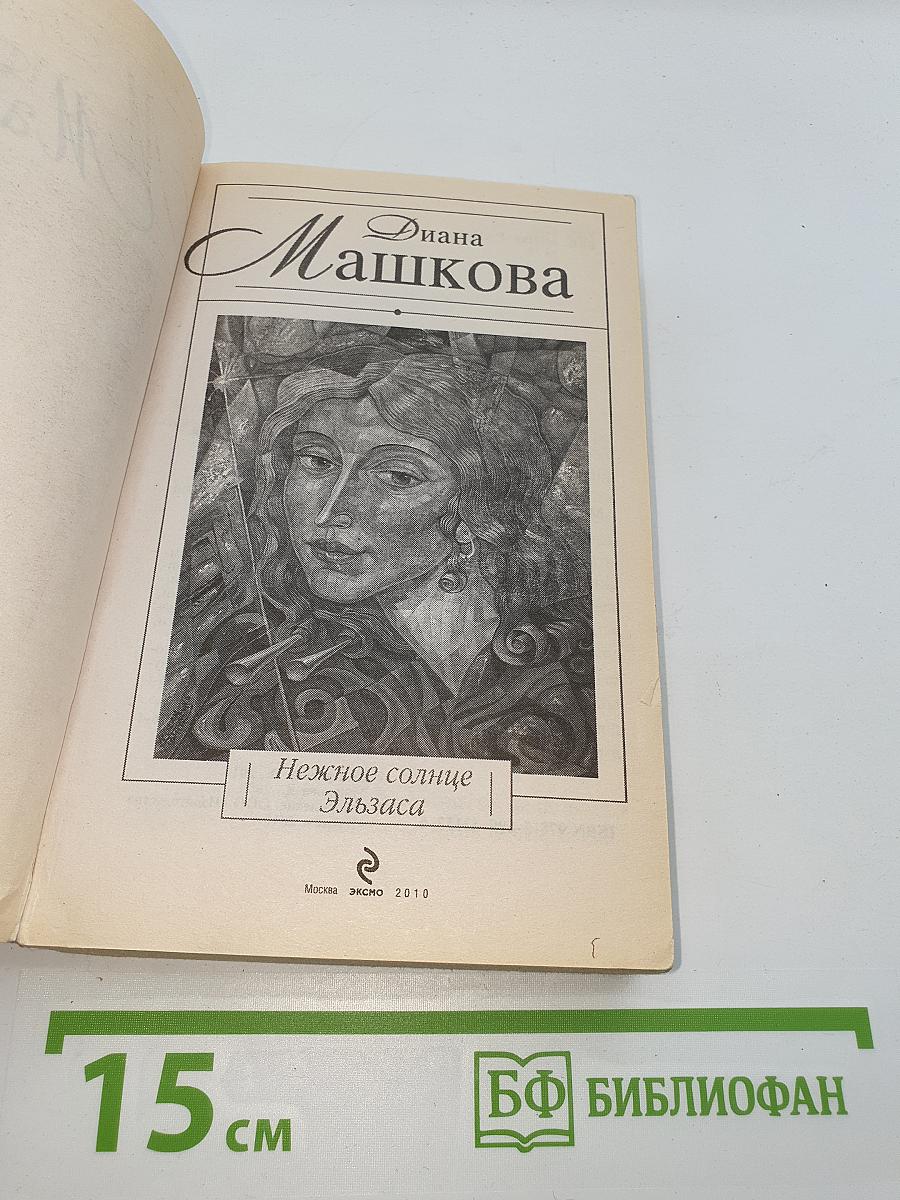 Диана
Машкова
Нежное солнце
Эльзаса
Москва ЭКСМО 2010
15 см
БФ БИБЛИОФАН